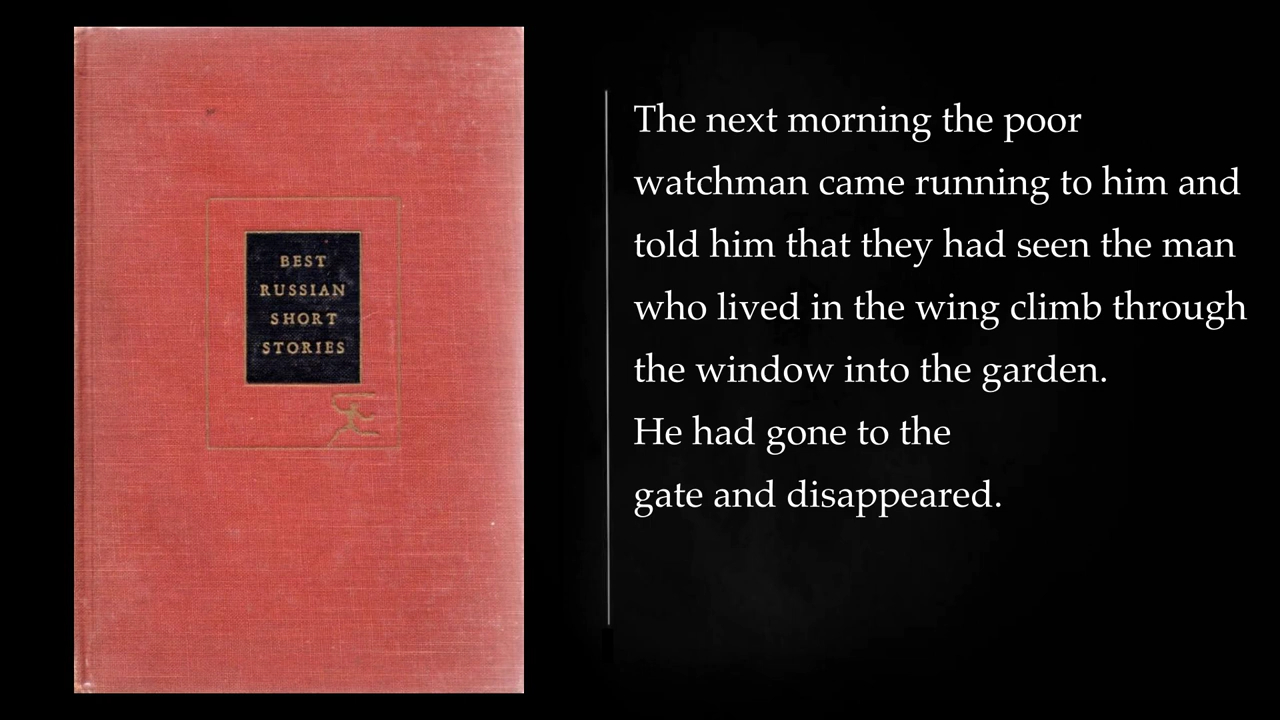 BEST
RUSSIAN
SHORT
STORIES
The next morning the poor
watchman came running to him and
told him that they had seen the man
who lived in the wing climb through
the window into the garden.
He had gone to the
gate and disappeared.